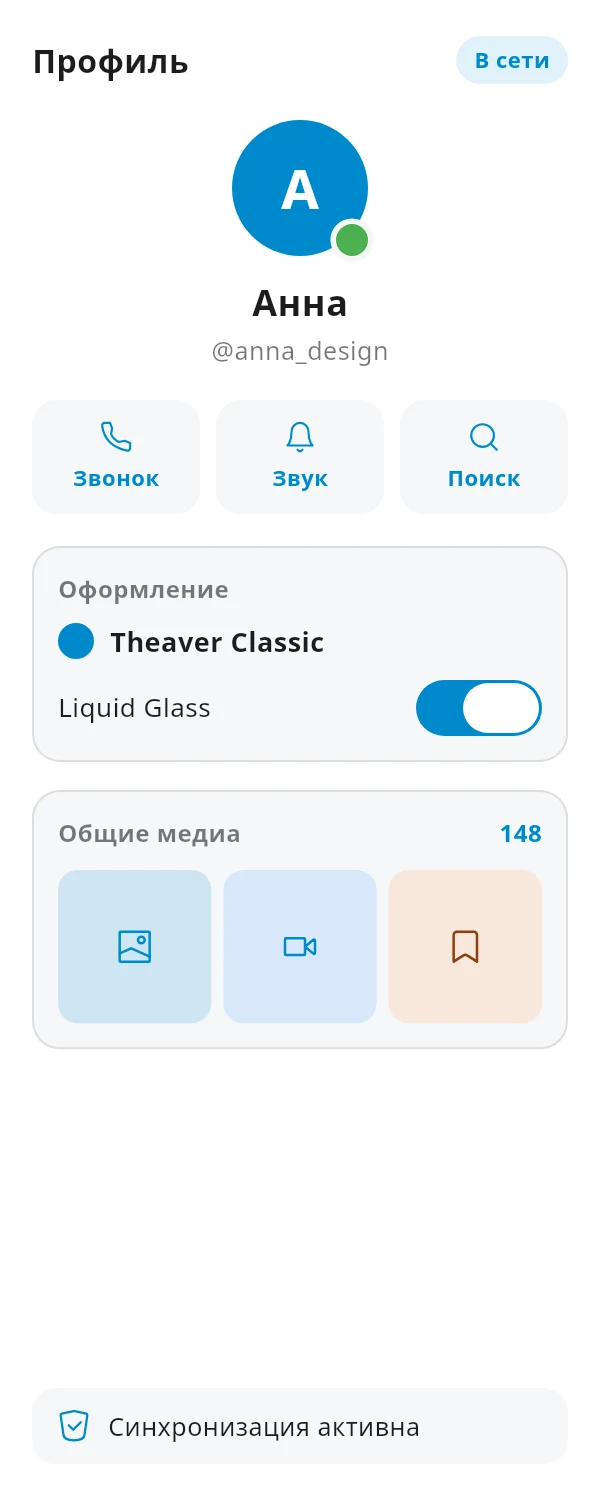 Профиль
В сети
А
Анна
@anna_design
Звонок
Звук
Поиск
Оформление
Theaver Classic
Liquid Glass
Общие медиа
148
Синхронизация активна